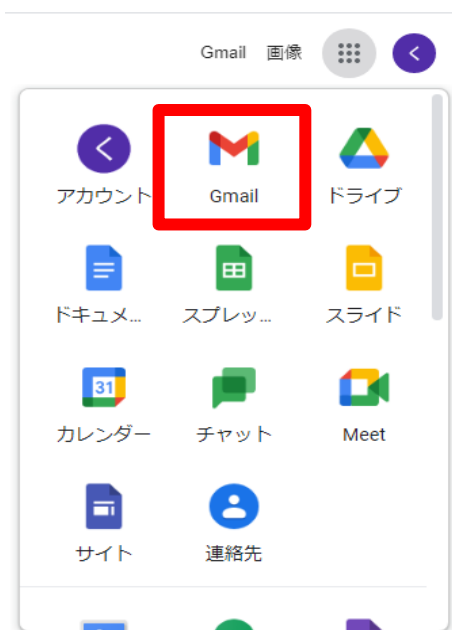 Gmail 画像
アカウント Gmail ドライブ
ドキュメ... スプレッ... スライド
31
カレンダー チャット Meet
サイト 連絡先